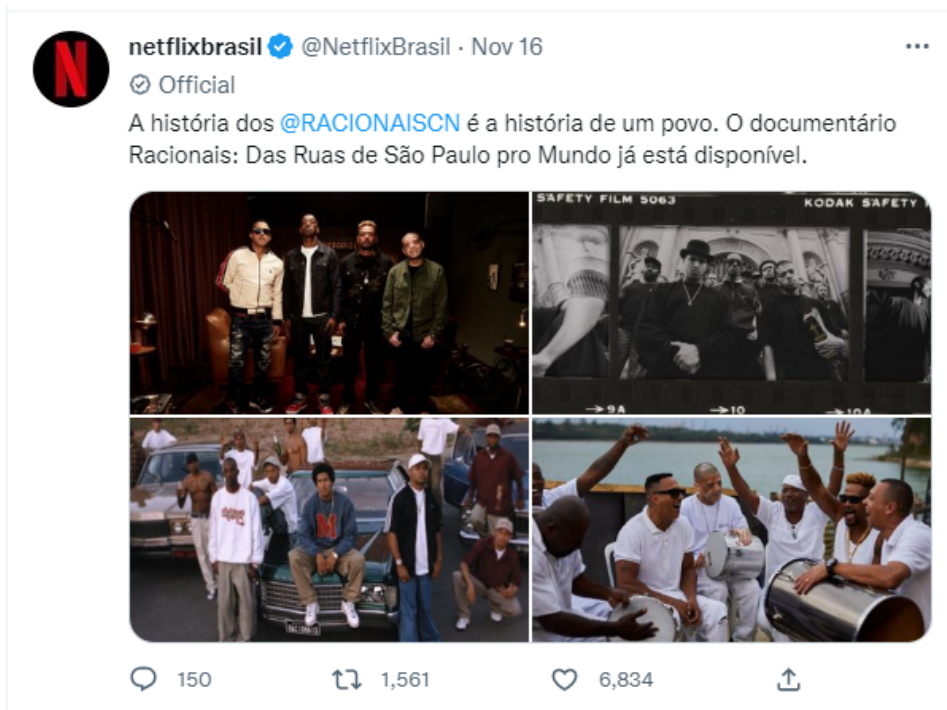 netflixbrasil @NetflixBrasil · Nov 16
Official
A história dos @RACIONAISCN é a história de um povo. O documentário
Racionais: Das Ruas de São Paulo pro Mundo já está disponível.
SAFETY FILM 5063 KODAK SAFETY
→9A →10 →10A
150 1,561 6,834